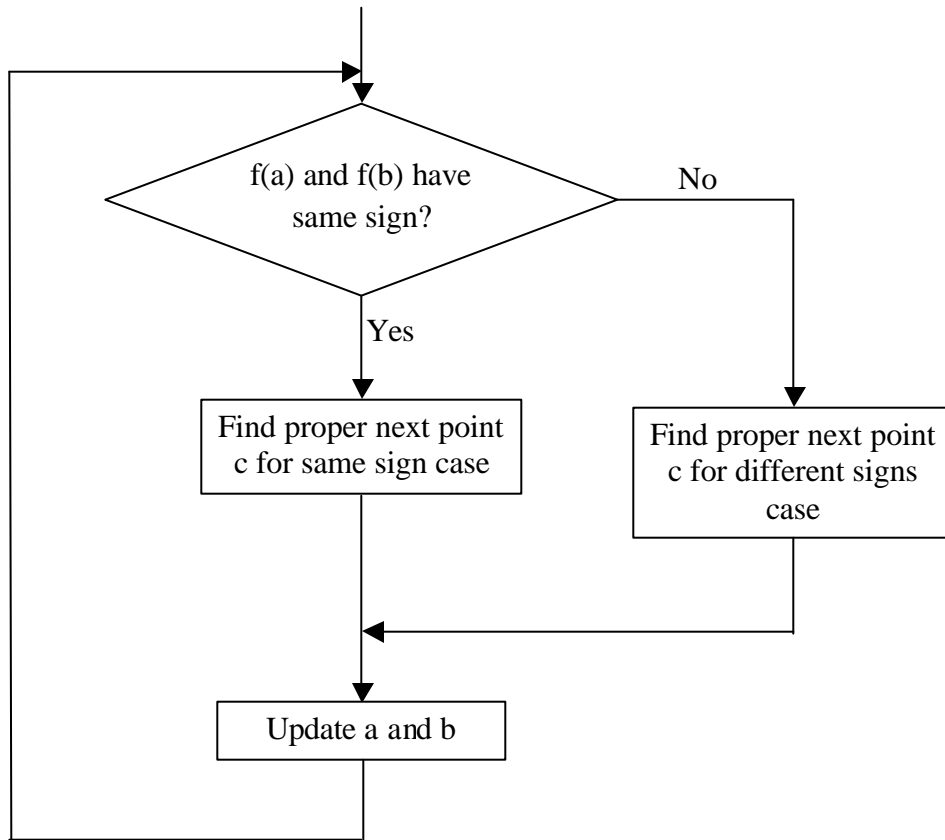 f(a) and f(b) have
same sign?
No
Yes
Find proper next point
c for same sign case
Find proper next point
c for different signs
case
Update a and b